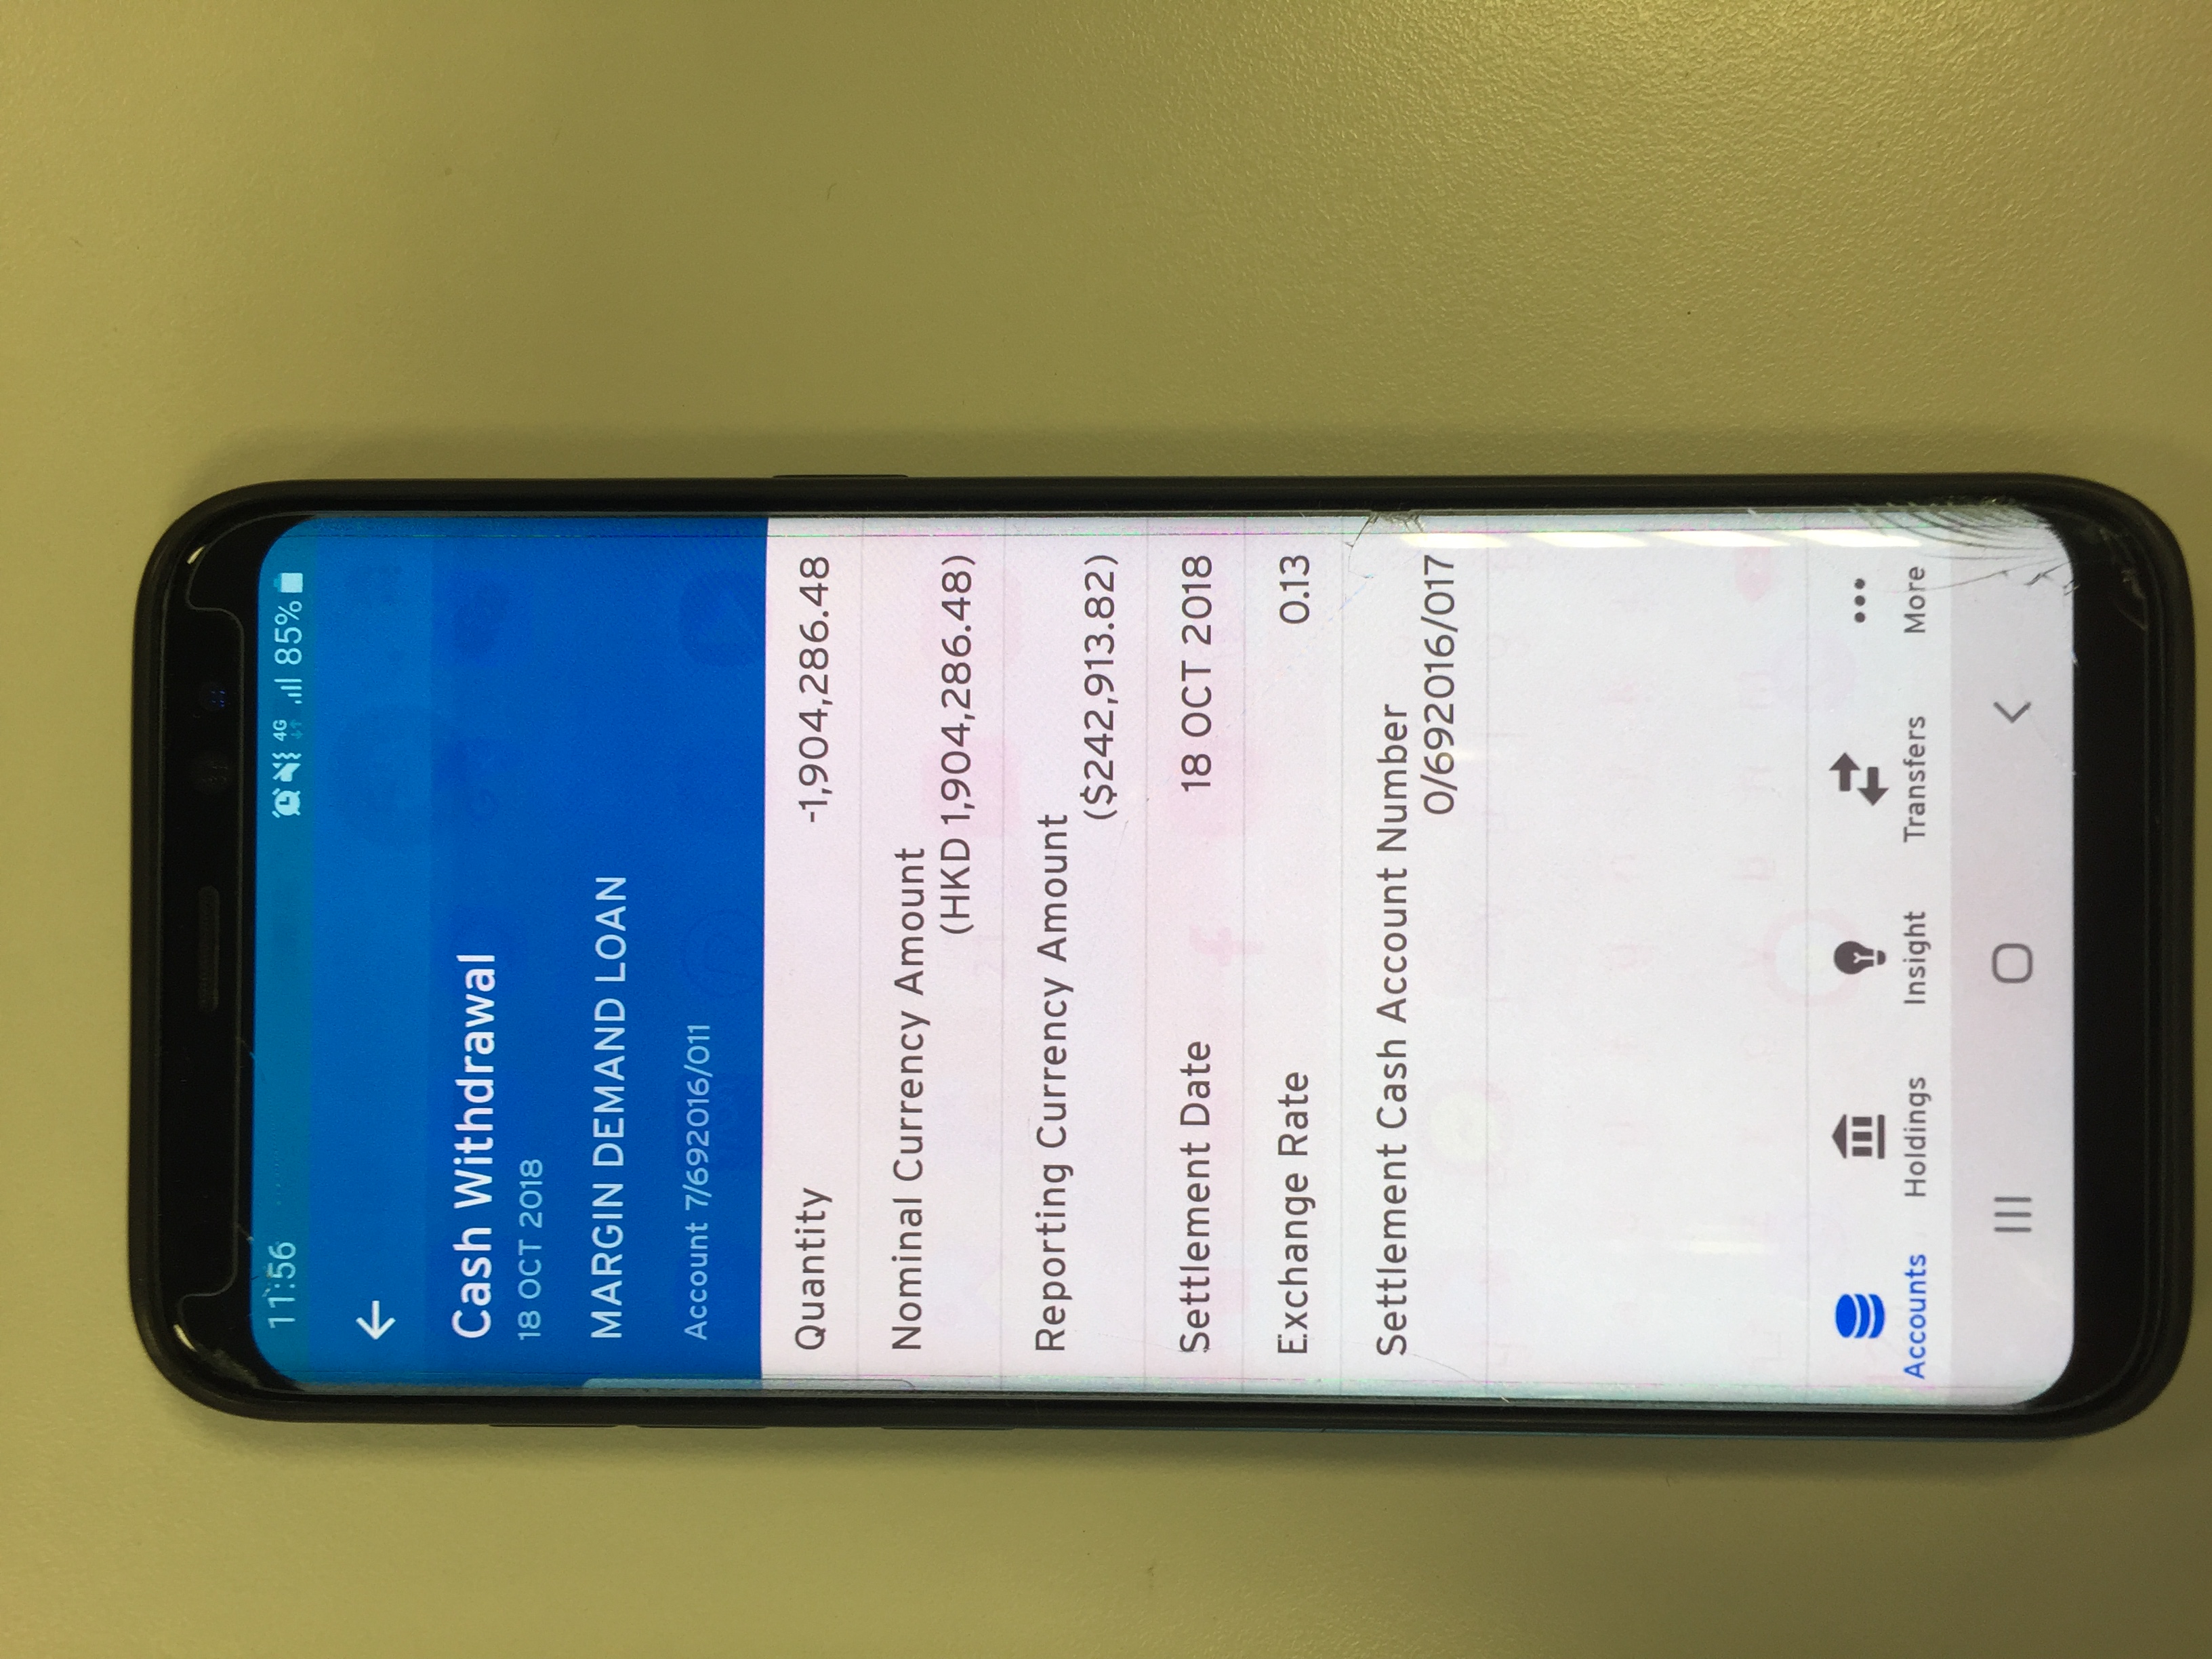 11:56 4G 85%
Cash Withdrawal
18 OCT 2018
MARGIN DEMAND LOAN
Account 7/692016/011
Quantity -1,904,286.48
Nominal Currency Amount
(HKD 1,904,286.48)
Reporting Currency Amount
($242,913.82)
Settlement Date 18 OCT 2018
Exchange Rate 0.13
Settlement Cash Account Number
0/692016/017
Accounts Holdings Insight Transfers More